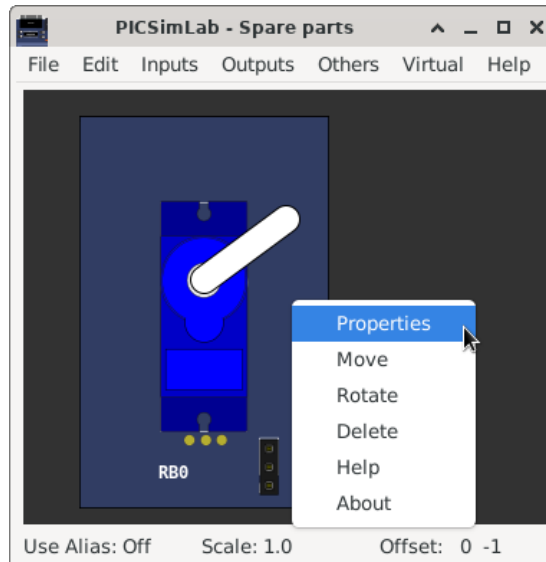 PICSimLab - Spare parts
File Edit Inputs Outputs Others Virtual Help
Properties
Move
Rotate
Delete
Help
About
RB0
Use Alias: Off Scale: 1.0 Offset: 0 -1